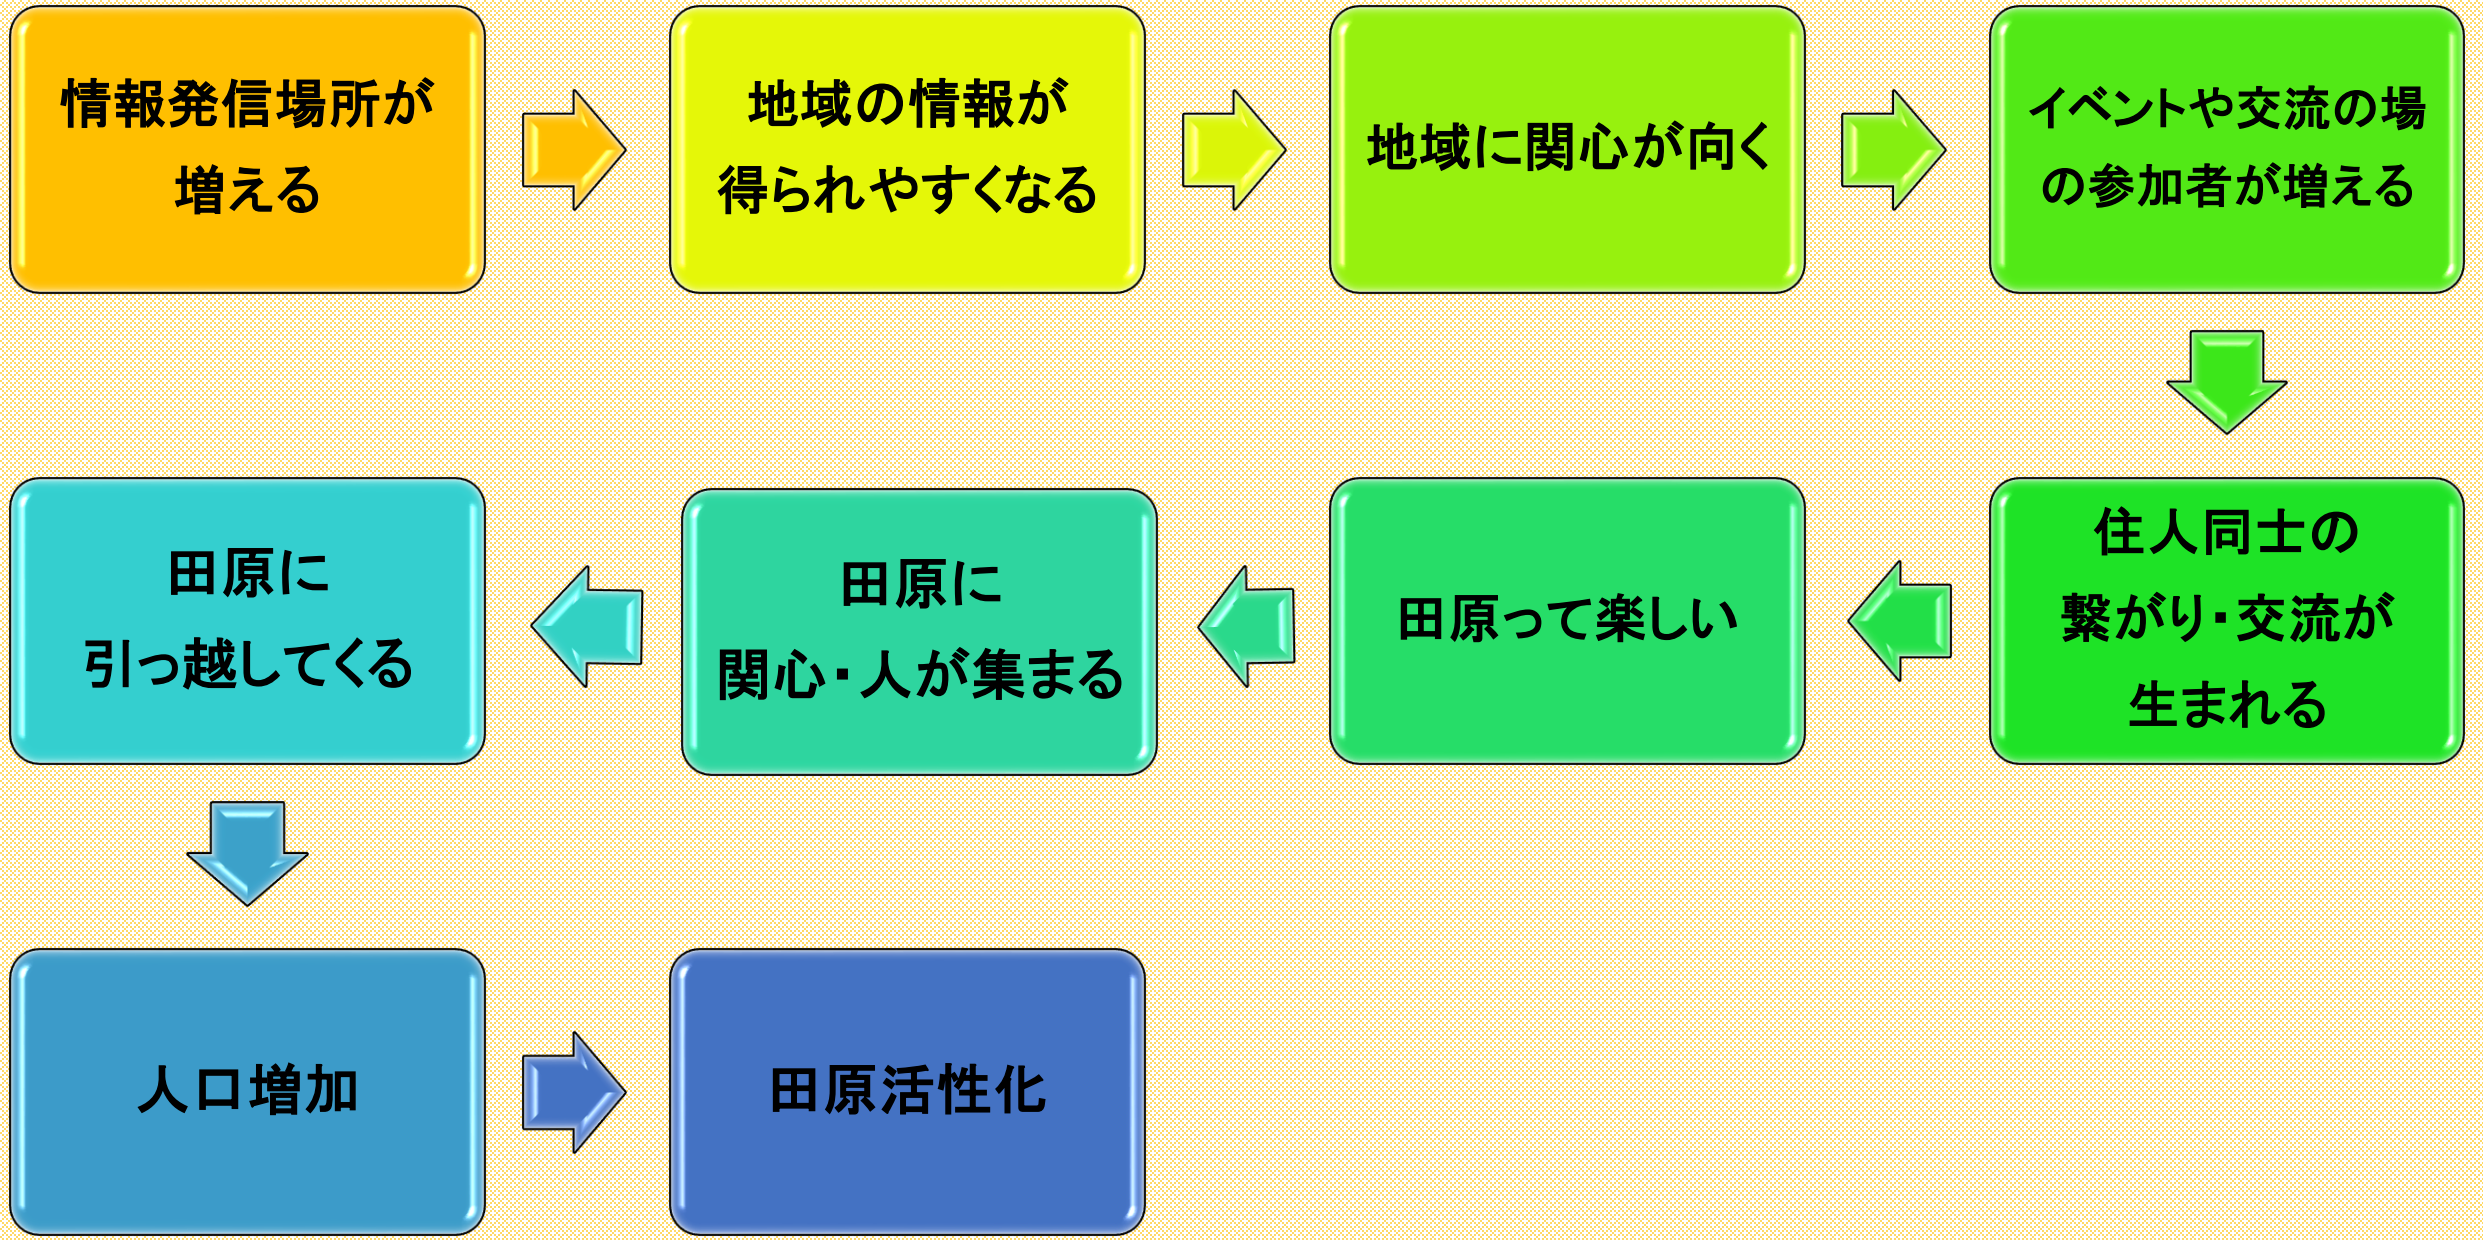 情報発信場所が
増える
地域の情報が
得られやすくなる
地域に関心が向く
イベントや交流の場
の参加者が増える
住人同士の
繋がり・交流が
生まれる
田原って楽しい
田原に
関心・人が集まる
田原に
引っ越してくる
人口増加
田原活性化